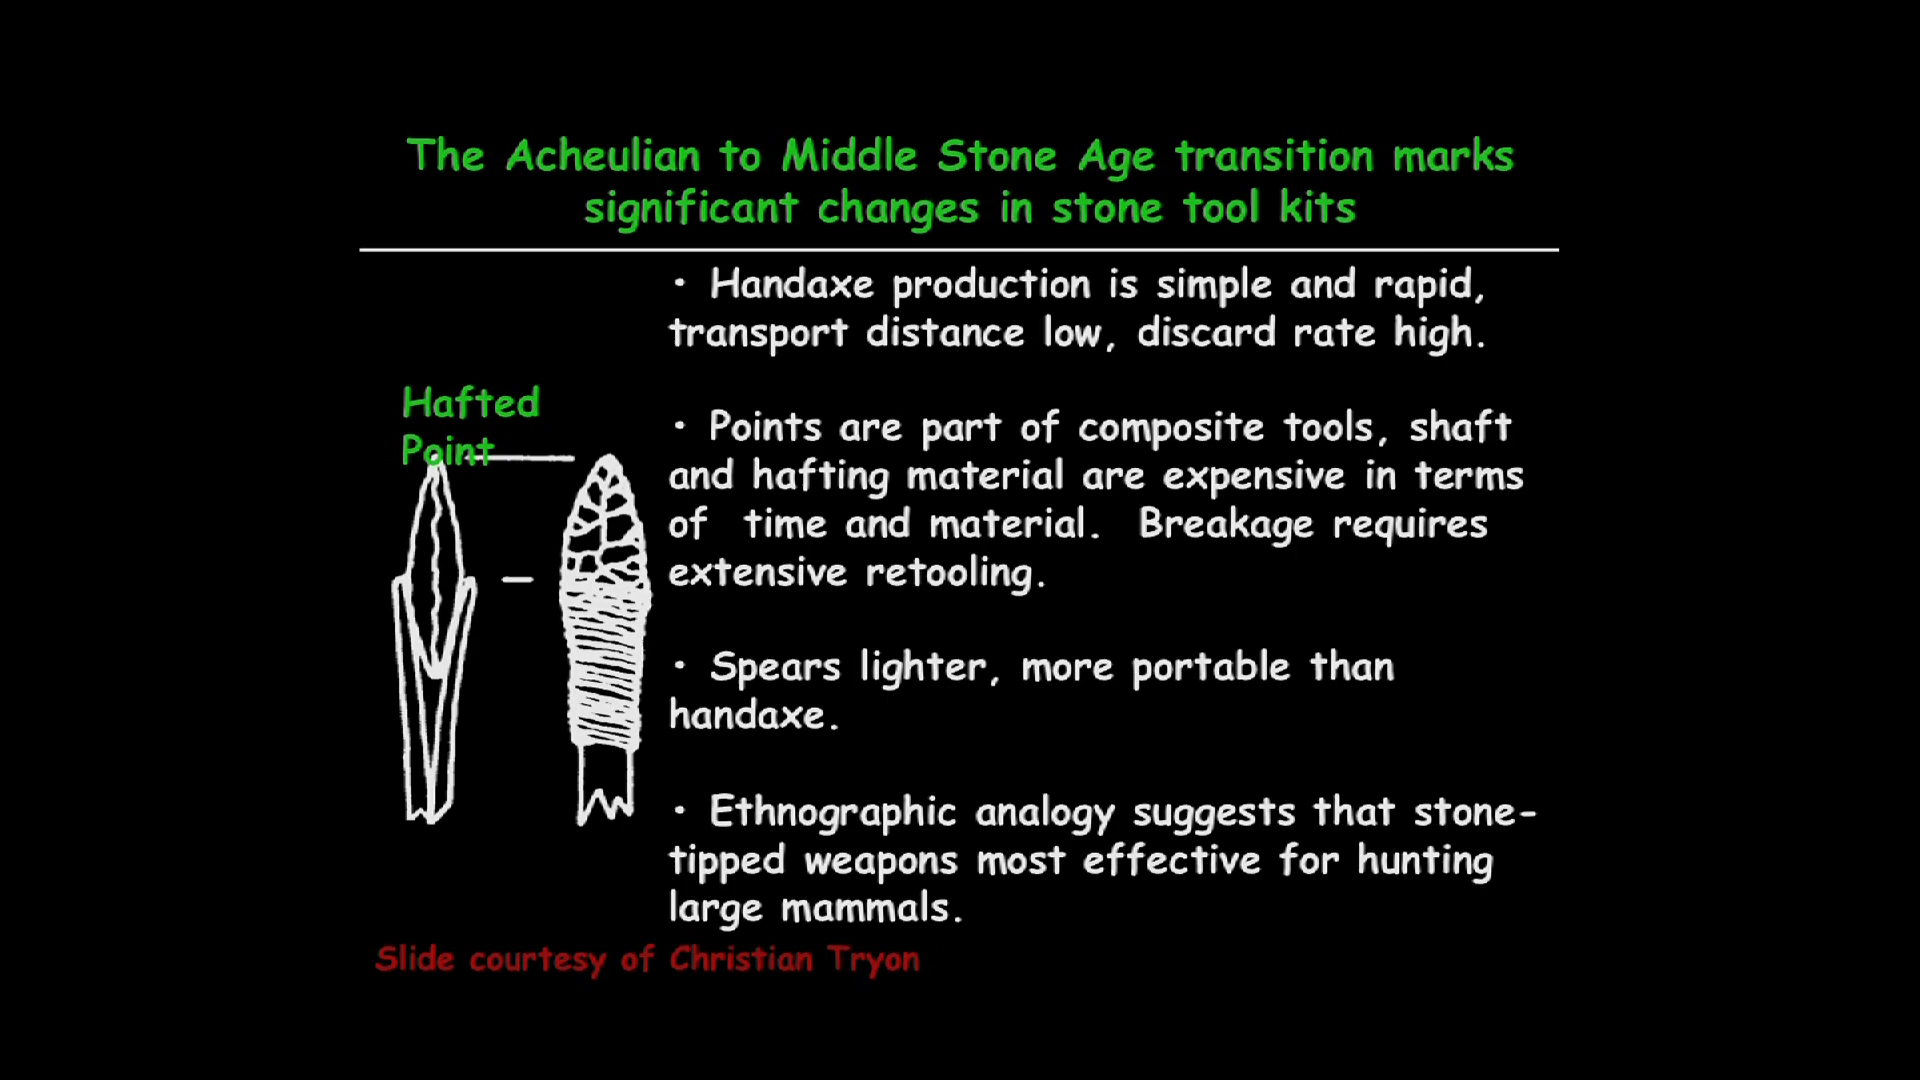 The Acheulian to Middle Stone Age transition marks
significant changes in stone tool kits
• Handaxe production is simple and rapid,
transport distance low, discard rate high.
Hafted
Point
• Points are part of composite tools, shaft
and hafting material are expensive in terms
of time and material. Breakage requires
extensive retooling.
• Spears lighter, more portable than
handaxe.
• Ethnographic analogy suggests that stone-
tipped weapons most effective for hunting
large mammals.
Slide courtesy of Christian Tryon